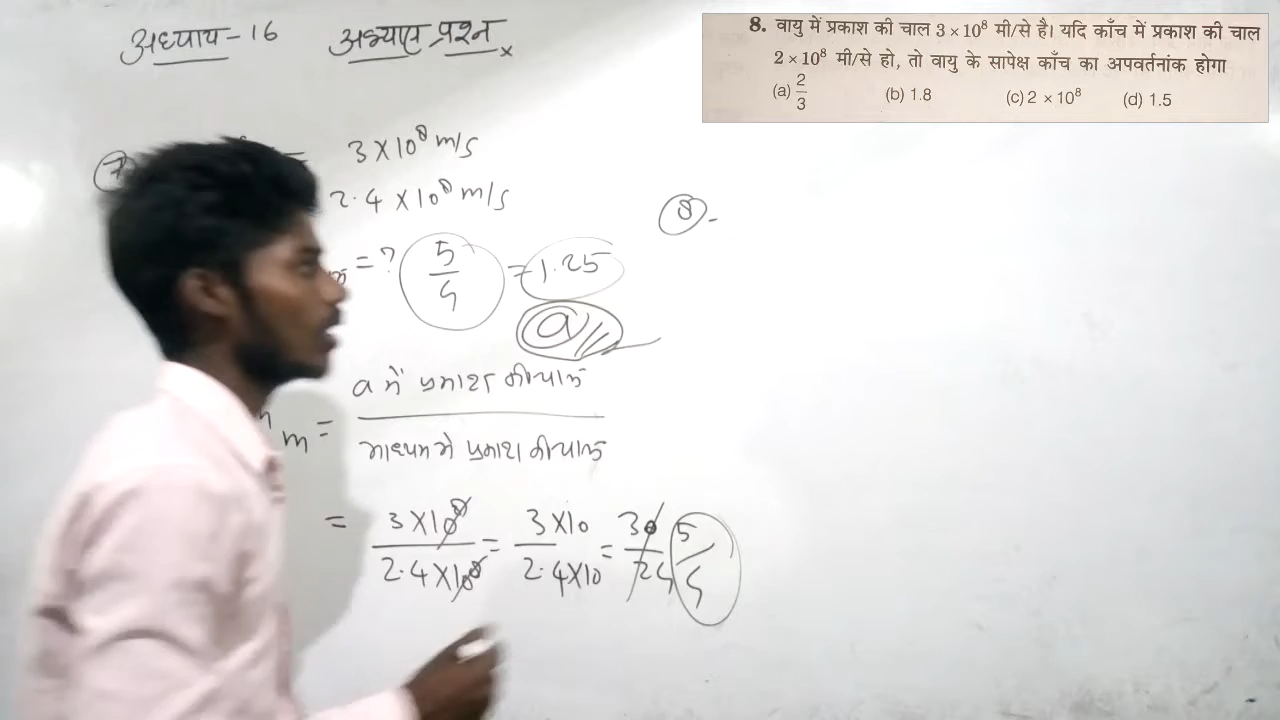 अध्याय-16 अभ्यास प्रश्न
8. वायु में प्रकाश की चाल 3 × 10⁸ मी/से है। यदि काँच में प्रकाश की चाल
2 × 10⁸ मी/से हो, तो वायु के सापेक्ष काँच का अपवर्तनांक होगा
(a) 2/3 (b) 1.8 (c) 2 × 10⁸ (d) 1.5
7 = 3 × 10⁸ m/s
2.4 × 10⁸ m/s
= ? 5/4 = 1.25
a
8 -
m = a में प्रकाश की चाल / माध्यम में प्रकाश की चाल
= 3 × 10⁸ / 2.4 × 10⁸ = 3 × 10 / 2.4 × 10 = 30 / 24 5/4